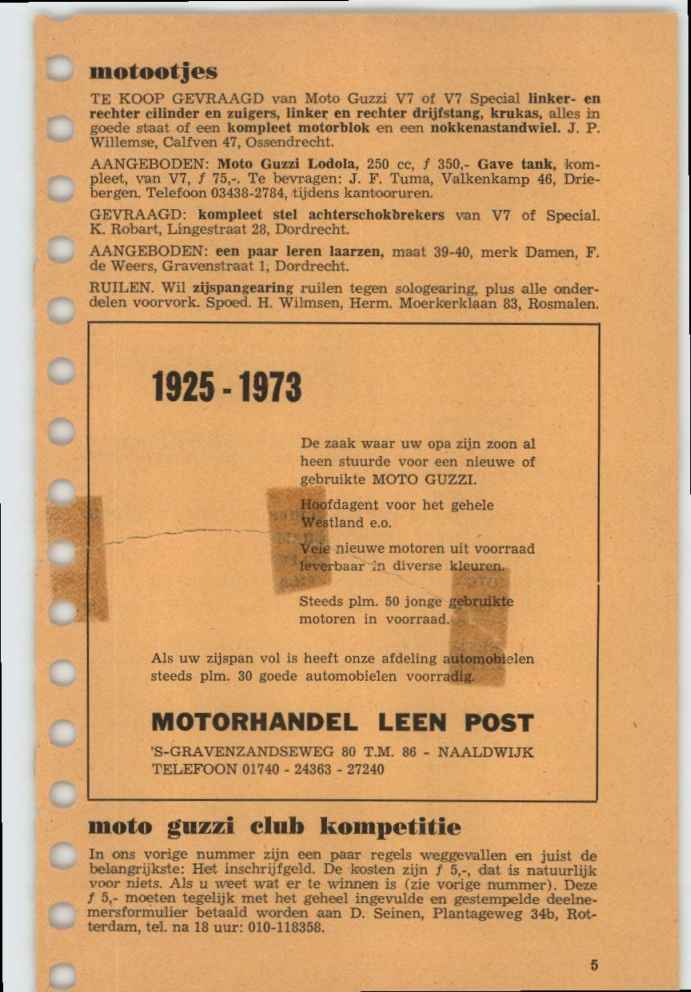 motootjes
TE KOOP GEVRAAGD van Moto Guzzi V7 of V7 Special linker- en
rechter cilinder en zuigers, linker en rechter drijfstang, krukas, alles in
goede staat of een kompleet motorblok en een nokkenastandwiel. J. P.
Willemse, Calfven 47, Ossendrecht.
AANGEBODEN: Moto Guzzi Lodola, 250 cc, f 350,- Gave tank, kom-
pleet, van V7, f 75,-. Te bevragen: J. F. Tuma, Valkenkamp 46, Drie-
bergen. Telefoon 03438-2784, tijdens kantooruren.
GEVRAAGD: kompleet stel achterschokbrekers van V7 of Special.
K. Robart, Lingestraat 28, Dordrecht.
AANGEBODEN: een paar leren laarzen, maat 39-40, merk Damen, F.
de Weers, Gravenstraat 1, Dordrecht.
RUILEN. Wil zijspangearing ruilen tegen sologearing, plus alle onder-
delen voorvork. Spoed. H. Wilmsen, Herm. Moerkerklaan 83, Rosmalen.
1925 - 1973
De zaak waar uw opa zijn zoon al
heen stuurde voor een nieuwe of
gebruikte MOTO GUZZI.
Hoofdagent voor het gehele
Westland e.o.
Vele nieuwe motoren uit voorraad
leverbaar in diverse kleuren.
Steeds plm. 50 jonge gebruikte
motoren in voorraad.
Als uw zijspan vol is heeft onze afdeling automobielen
steeds plm. 30 goede automobielen voorradig.
MOTORHANDEL LEEN POST
'S-GRAVENZANDSEWEG 80 T.M. 86 - NAALDWIJK
TELEFOON 01740 - 24363 - 27240
moto guzzi club kompetitie
In ons vorige nummer zijn een paar regels weggevallen en juist de
belangrijkste: Het inschrijfgeld. De kosten zijn f 5,-, dat is natuurlijk
voor niets. Als u weet wat er te winnen is (zie vorige nummer). Deze
f 5,- moeten tegelijk met het geheel ingevulde en gestempelde deelne-
mersformulier betaald worden aan D. Seinen, Plantageweg 34b, Rot-
terdam, tel. na 18 uur: 010-118358.
5